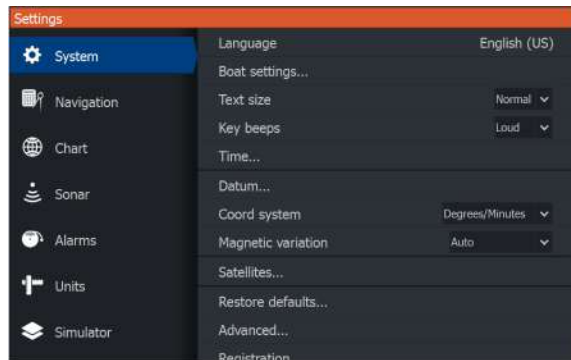 Settings
System
Navigation
Chart
Sonar
Alarms
Units
Simulator
Language English (US)
Boat settings...
Text size Normal
Key beeps Loud
Time...
Datum...
Coord system Degrees/Minutes
Magnetic variation Auto
Satellites...
Restore defaults...
Advanced...
Registration